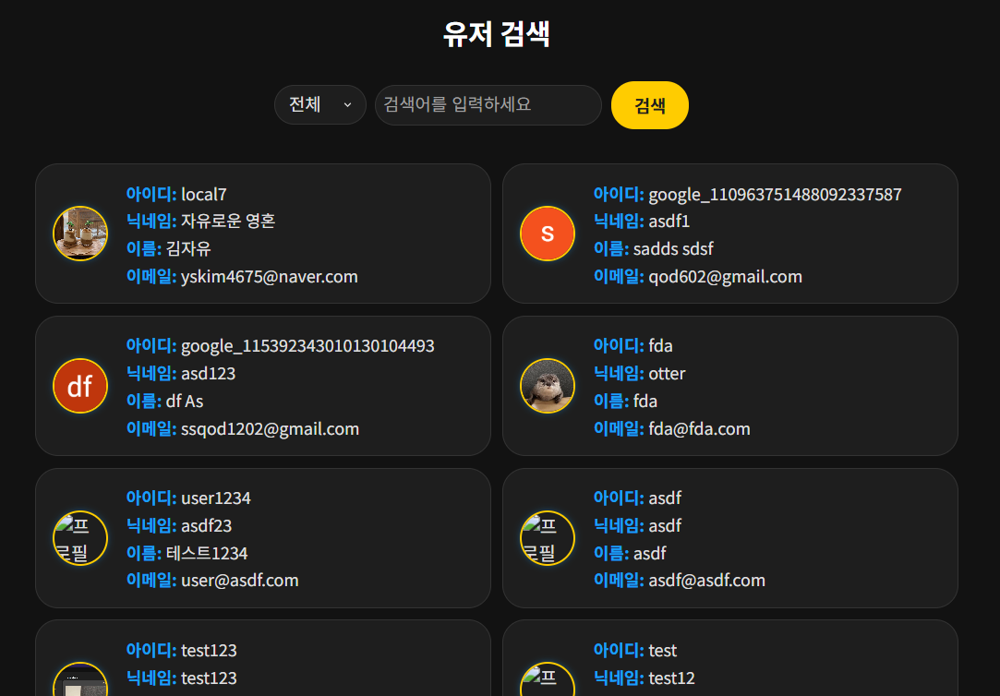 유저 검색
전체
검색어를 입력하세요
검색
아이디: local7
닉네임: 자유로운 영혼
이름: 김자유
이메일: yskim4675@naver.com
S
아이디: google_110963751488092337587
닉네임: asdf1
이름: sadds sdsf
이메일: qod602@gmail.com
df
아이디: google_115392343010130104493
닉네임: asd123
이름: df As
이메일: ssqod1202@gmail.com
아이디: fda
닉네임: otter
이름: fda
이메일: fda@fda.com
프
로필
아이디: user1234
닉네임: asdf23
이름: 테스트1234
이메일: user@asdf.com
프
로필
아이디: asdf
닉네임: asdf
이름: asdf
이메일: asdf@asdf.com
아이디: test123
닉네임: test123
프
아이디: test
닉네임: test12